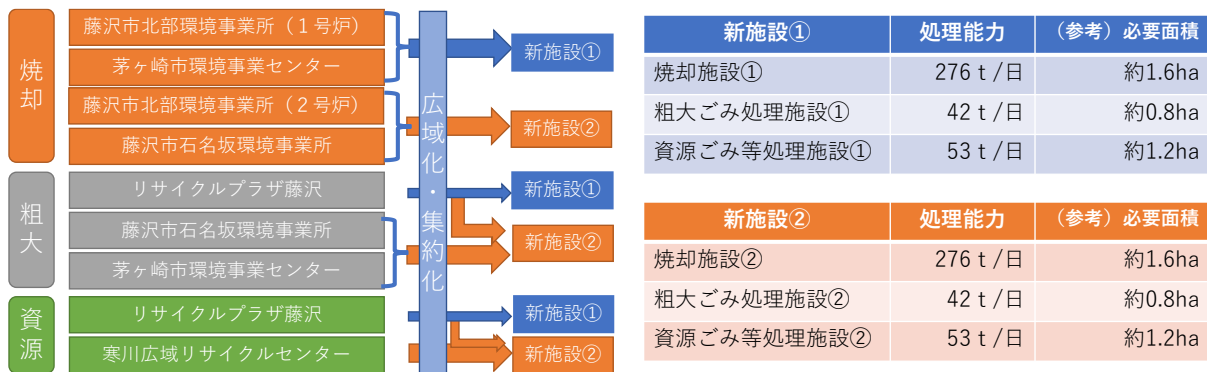 焼却
藤沢市北部環境事業所（１号炉）
茅ヶ崎市環境事業センター
藤沢市北部環境事業所（２号炉）
藤沢市石名坂環境事業所
粗大
リサイクルプラザ藤沢
藤沢市石名坂環境事業所
茅ヶ崎市環境事業センター
資源
リサイクルプラザ藤沢
寒川広域リサイクルセンター
広域化・集約化
新施設①
新施設②
新施設①
新施設②
新施設①
新施設②
新施設① 処理能力 （参考）必要面積
焼却施設① 276ｔ/日 約1.6ha
粗大ごみ処理施設① 42ｔ/日 約0.8ha
資源ごみ等処理施設① 53ｔ/日 約1.2ha
新施設② 処理能力 （参考）必要面積
焼却施設② 276ｔ/日 約1.6ha
粗大ごみ処理施設② 42ｔ/日 約0.8ha
資源ごみ等処理施設② 53ｔ/日 約1.2ha